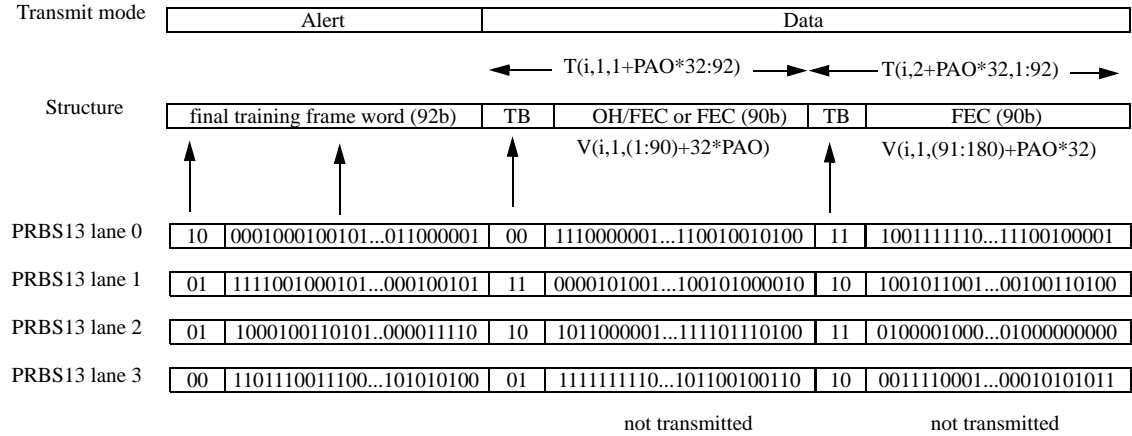 Transmit mode Alert Data
T(i,1,1+PAO*32:92) T(i,2+PAO*32,1:92)
Structure final training frame word (92b) TB OH/FEC or FEC (90b) TB FEC (90b)
V(i,1,(1:90)+32*PAO) V(i,1,(91:180)+PAO*32)
PRBS13 lane 0 10 0001000100101...011000001 00 1110000001...110010010100 11 1001111110...11100100001
PRBS13 lane 1 01 1111001000101...000100101 11 0000101001...100101000010 10 1001011001...00100110100
PRBS13 lane 2 01 1000100110101...000011110 10 1011000001...111101110100 11 0100001000...01000000000
PRBS13 lane 3 00 1101110011100...101010100 01 1111111110...101100100110 10 0011110001...00010101011
not transmitted not transmitted